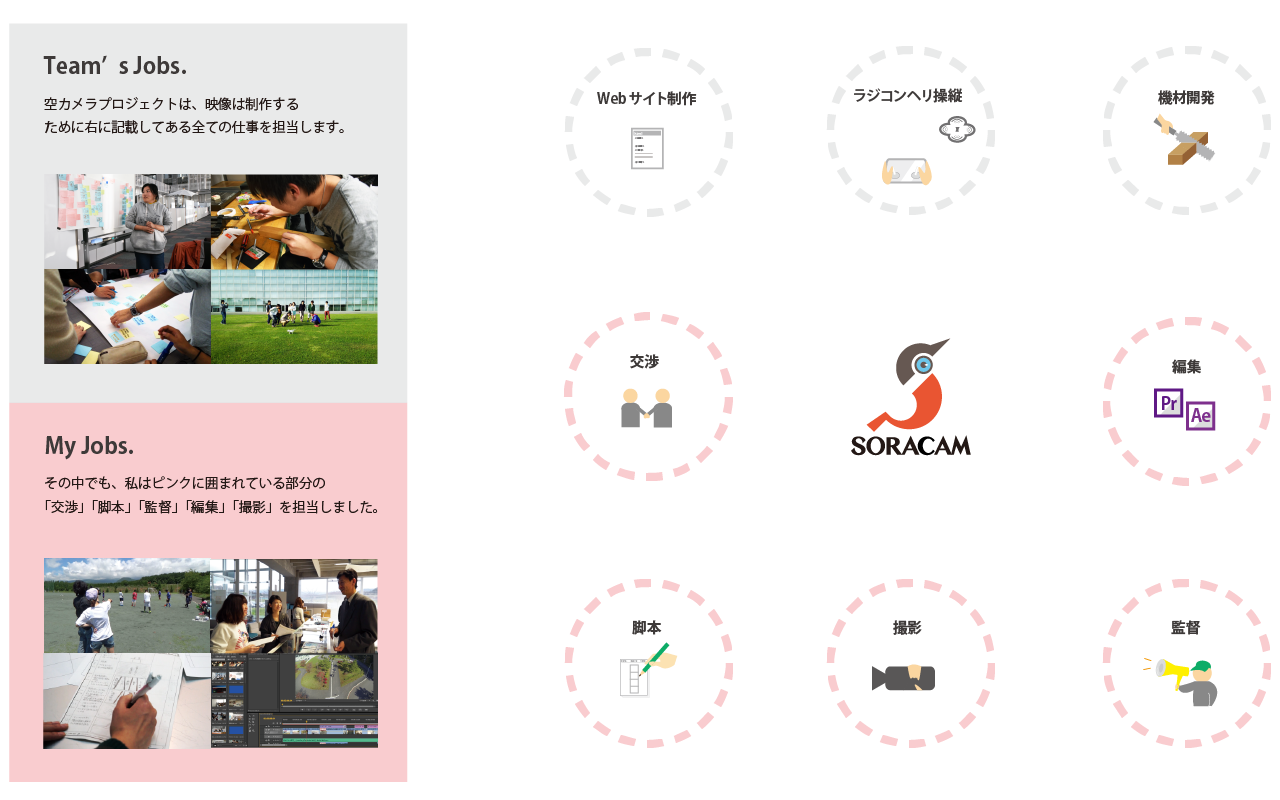 Team’s Jobs.
空カメラプロジェクトは、映像は制作する
ために右に記載してある全ての仕事を担当します。
My Jobs.
その中でも、私はピンクに囲まれている部分の
「交渉」「脚本」「監督」「編集」「撮影」を担当しました。
Web サイト制作
ラジコンヘリ操縦
機材開発
交渉
SORACAM
編集
Pr
Ae
脚本
撮影
監督